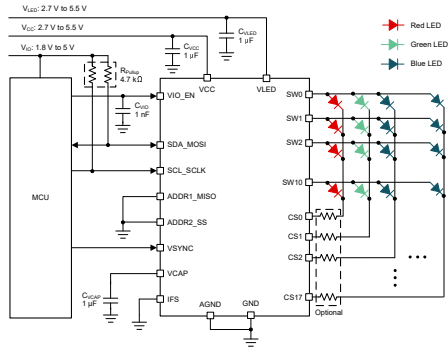 VLED: 2.7 V to 5.5 V
VCC: 2.7 V to 5.5 V
VIO: 1.8 V to 5 V
CVCC
1 µF
CVLED
1 µF
RPullup
4.7 kΩ
CVIO
1 nF
MCU
VCC
VLED
VIO_EN
SDA_MOSI
SCL_SCLK
ADDR1_MISO
ADDR2_SS
VSYNC
VCAP
IFS
CVCAP
1 µF
AGND
GND
SW0
SW1
SW2
SW10
CS0
CS1
CS2
CS17
Optional
Red LED
Green LED
Blue LED